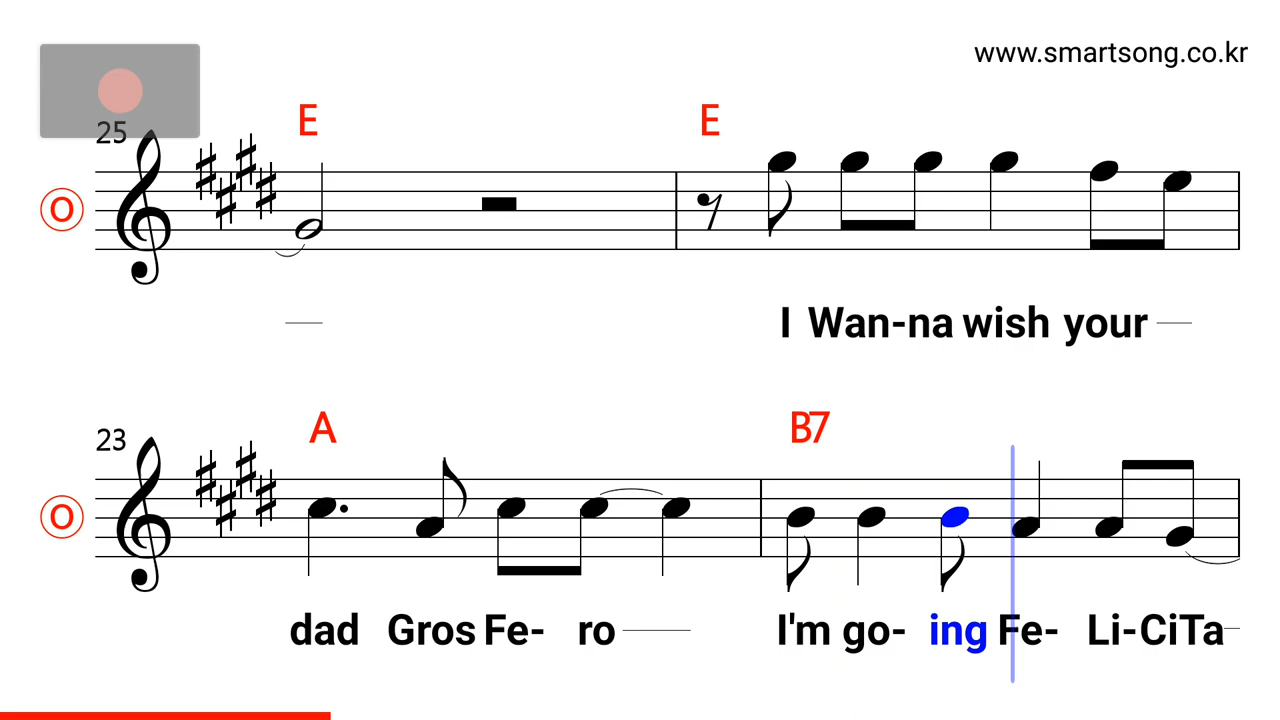 www.smartsong.co.kr
E E
25
O
I Wan-na wish your
A B7
23
O
dad Gros Fe- ro I'm go- ing Fe- Li-CiTa